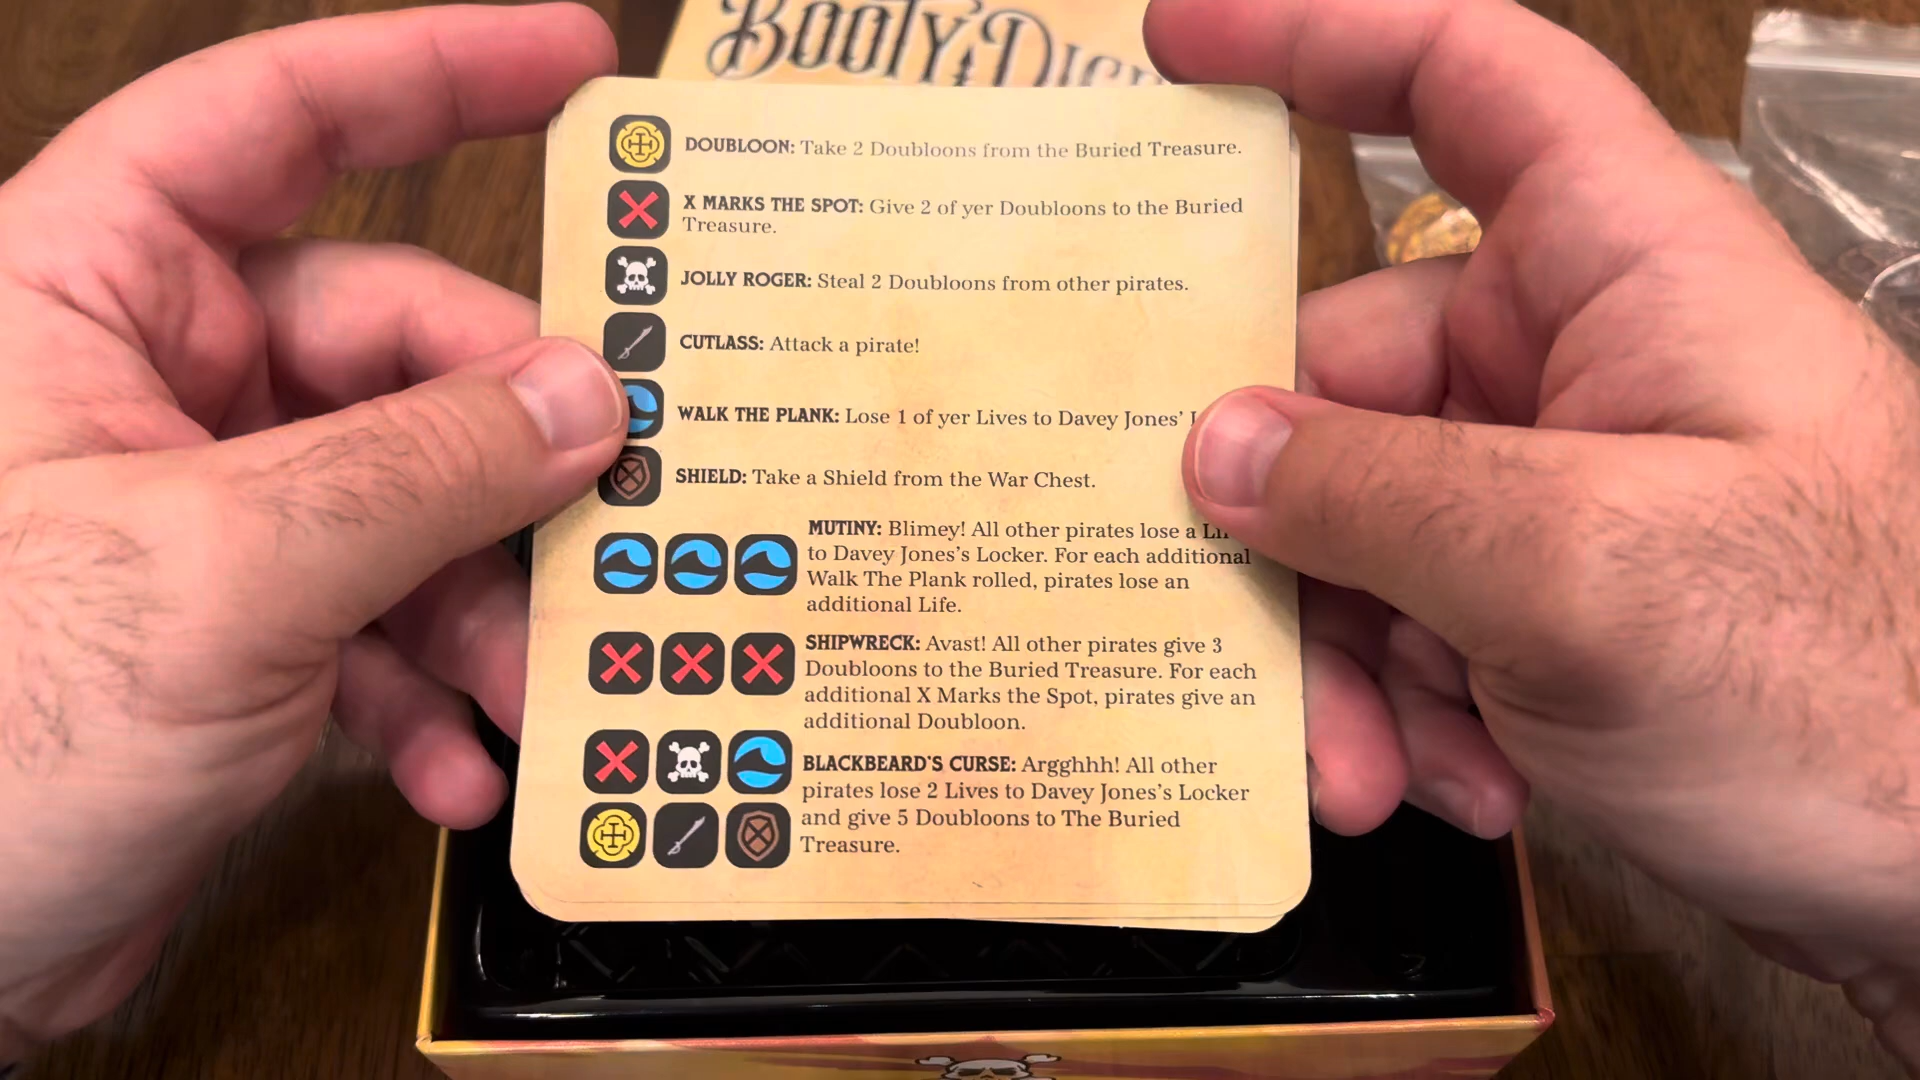 BOOTY DICE
DOUBLOON: Take 2 Doubloons from the Buried Treasure.
X MARKS THE SPOT: Give 2 of yer Doubloons to the Buried
Treasure.
JOLLY ROGER: Steal 2 Doubloons from other pirates.
CUTLASS: Attack a pirate!
WALK THE PLANK: Lose 1 of yer Lives to Davey Jones'
SHIELD: Take a Shield from the War Chest.
MUTINY: Blimey! All other pirates lose a
to Davey Jones's Locker. For each additional
Walk The Plank rolled, pirates lose an
additional Life.
SHIPWRECK: Avast! All other pirates give 3
Doubloons to the Buried Treasure. For each
additional X Marks the Spot, pirates give an
additional Doubloon.
BLACKBEARD'S CURSE: Argghhh! All other
pirates lose 2 Lives to Davey Jones's Locker
and give 5 Doubloons to The Buried
Treasure.